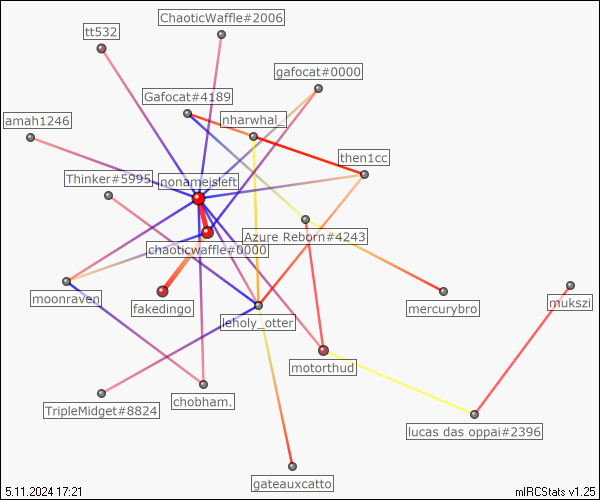 ChaoticWaffle#2006
tt532
gafocat#0000
Gafocat#4189
nharwhal_
amah1246
then1cc
Thinker#5995
nonameisleft
Azure Reborn#4243
chaoticwaffle#0000
moonraven
fakedingo
mercurybro
mukszi
leholy_otter
motorthud
chobham.
TripleMidget#8824
lucas das oppai#2396
gateauxcatto
5.11.2024 17:21
mIRCStats v1.25